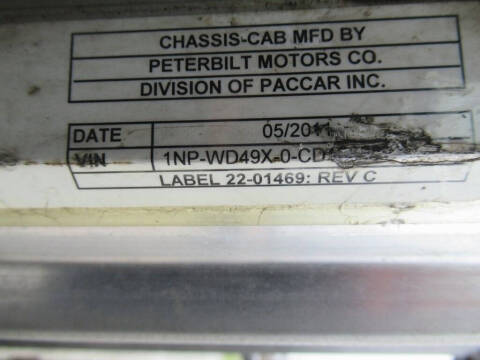 CHASSIS-CAB MFD BY
PETERBILT MOTORS CO.
DIVISION OF PACCAR INC.
DATE 05/2011
VIN 1NP-WD49X-0-CD
LABEL 22-01469: REV C